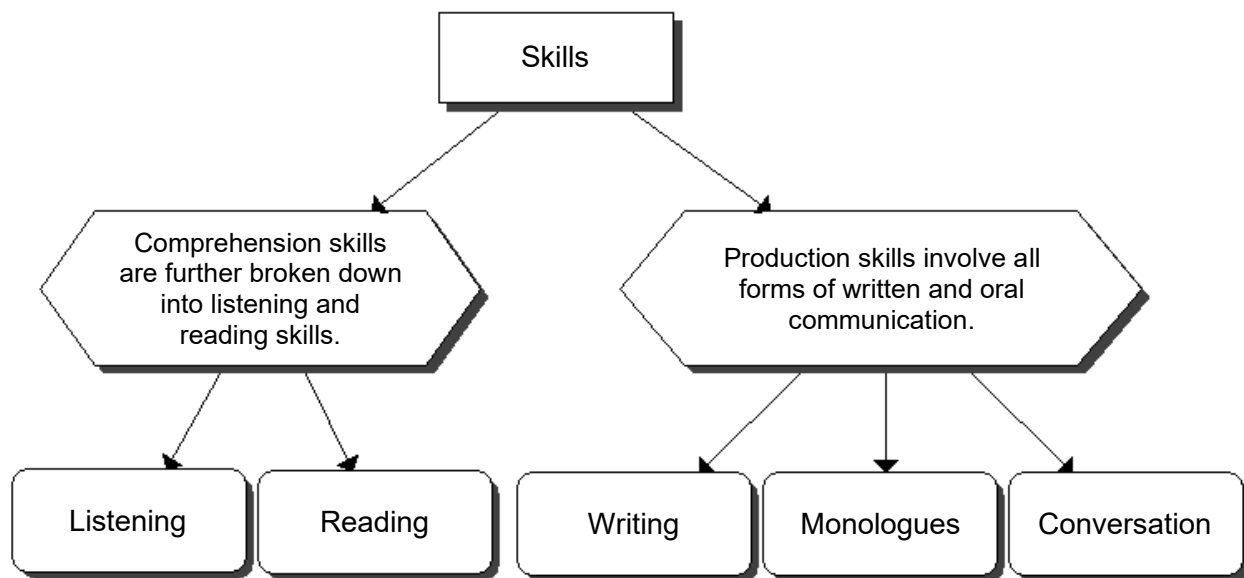 Skills
Comprehension skills
are further broken down
into listening and
reading skills.
Production skills involve all
forms of written and oral
communication.
Listening
Reading
Writing
Monologues
Conversation